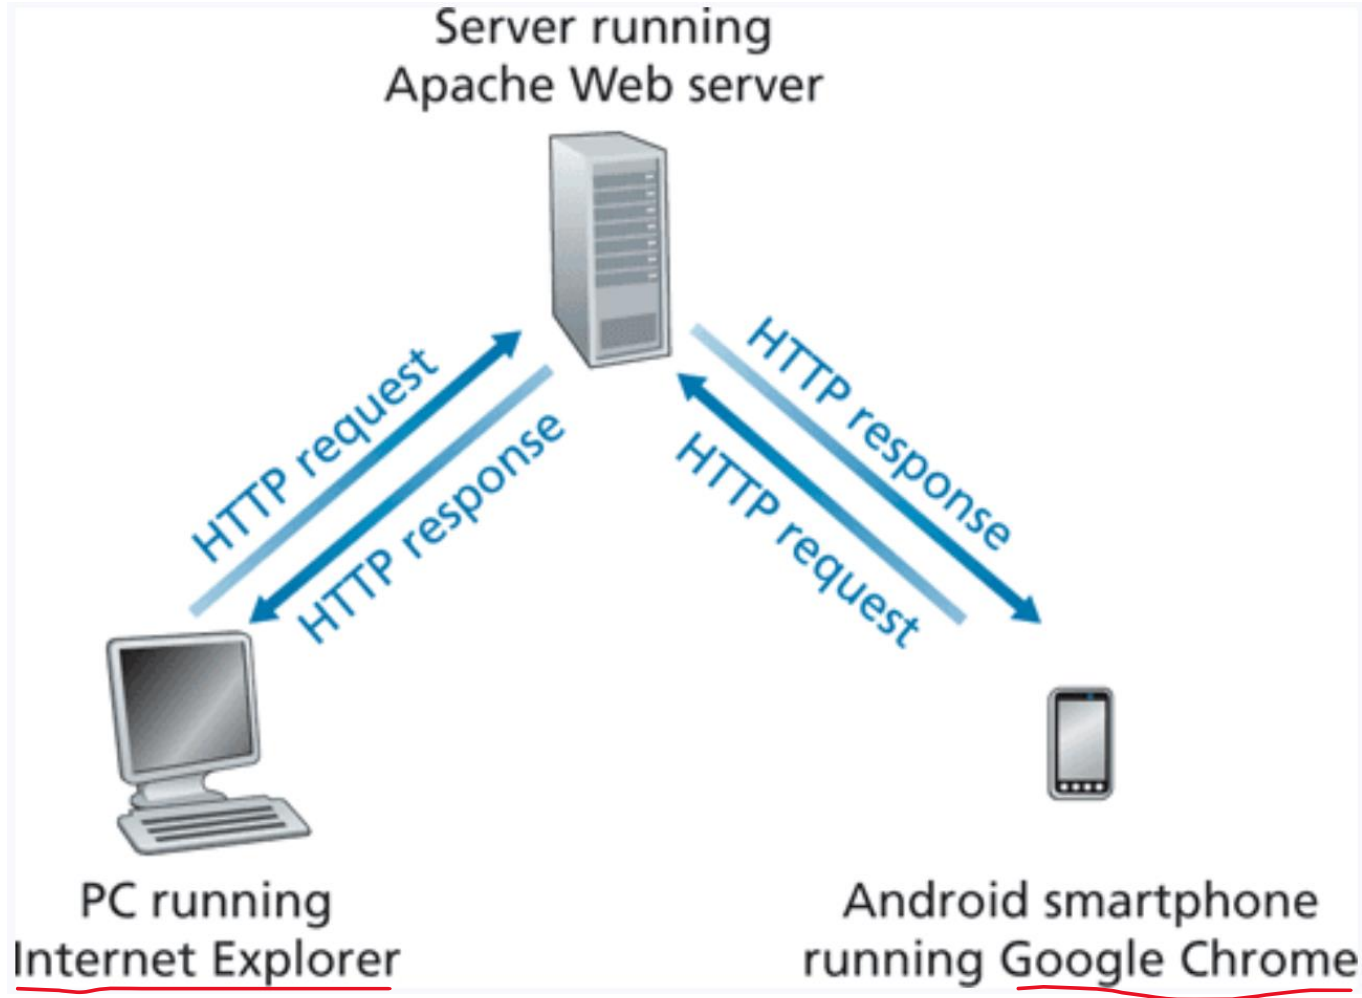 Server running
Apache Web server
HTTP request
HTTP response
HTTP response
HTTP request
PC running
Internet Explorer
Android smartphone
running Google Chrome